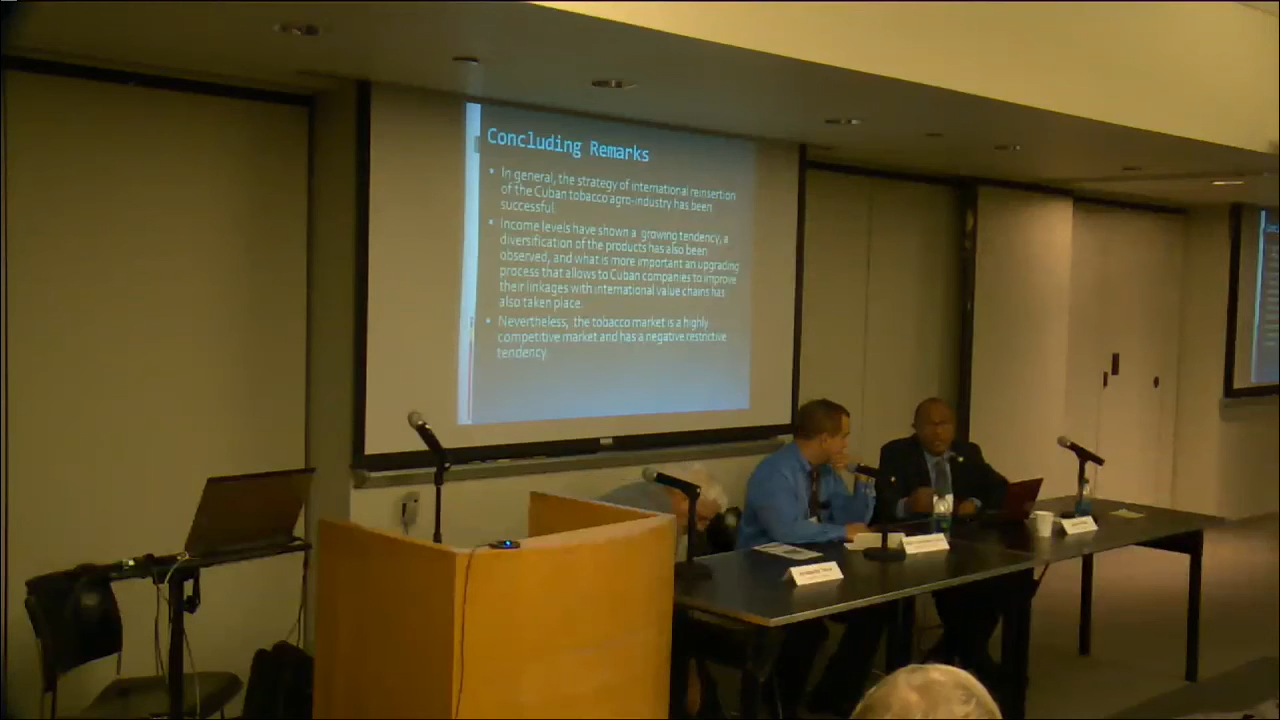 Concluding Remarks
• In general, the strategy of international reinsertion
of the Cuban tobacco agro-industry has been
successful.
• Income levels have shown a growing tendency, a
diversification of the products has also been
observed, and what is more important an upgrading
process that allows to Cuban companies to improve
their linkages with international value chains has
also taken place.
• Nevertheless, the tobacco market is a highly
competitive market and has a negative restrictive
tendency.